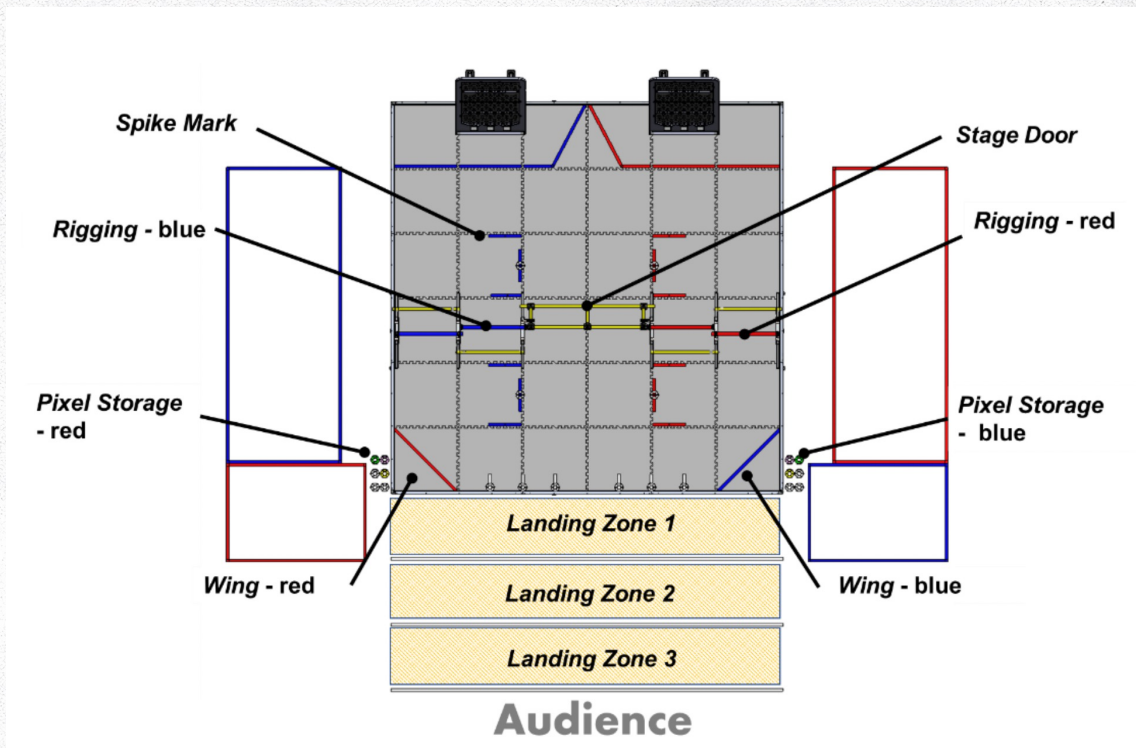 Spike Mark
Stage Door
Rigging - blue
Rigging - red
Pixel Storage
- red
Pixel Storage
- blue
Landing Zone 1
Wing - red
Wing - blue
Landing Zone 2
Landing Zone 3
Audience